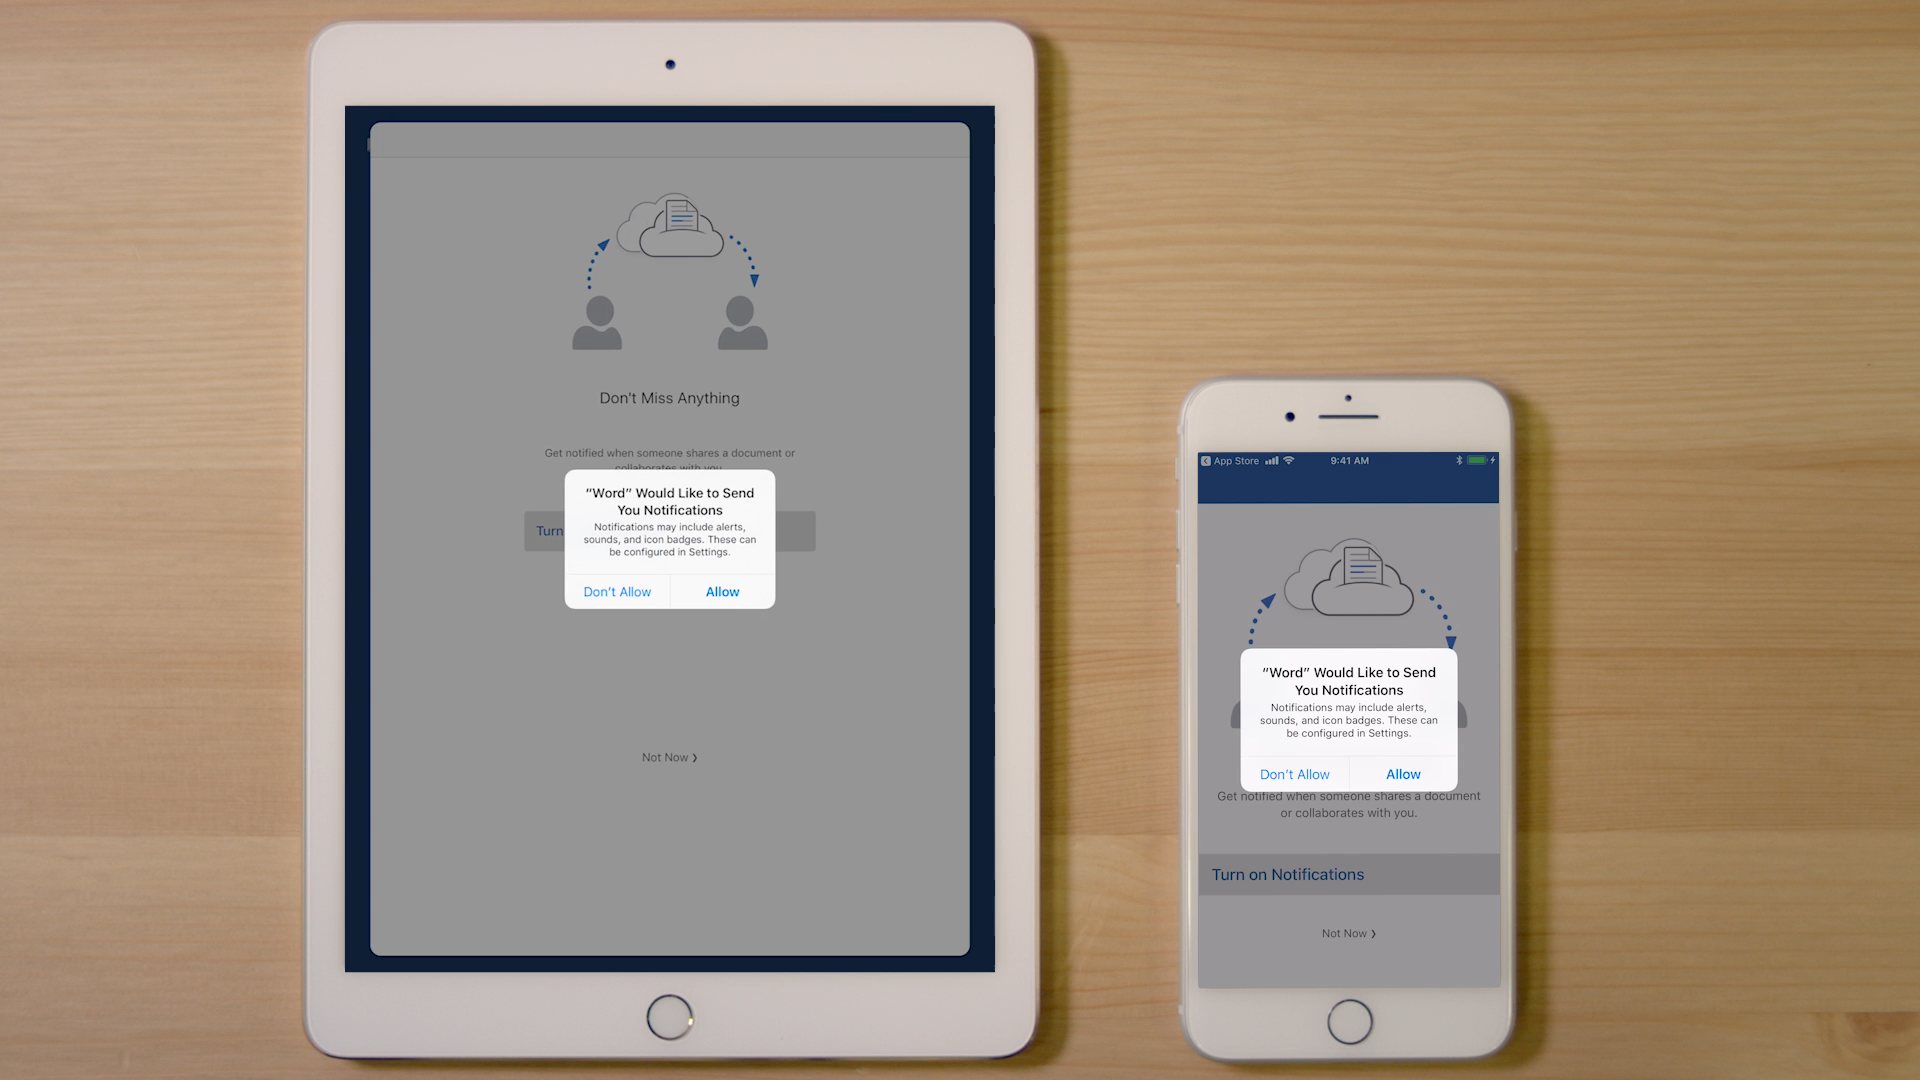 Don't Miss Anything
Get notified when someone shares a document or
collaborates with you.
“Word” Would Like to Send
You Notifications
Notifications may include alerts,
sounds, and icon badges. These can
be configured in Settings.
Turn
Don’t Allow
Allow
Not Now ❯
App Store
9:41 AM
“Word” Would Like to Send
You Notifications
Notifications may include alerts,
sounds, and icon badges. These can
be configured in Settings.
Don’t Allow
Allow
Get notified when someone shares a document
or collaborates with you.
Turn on Notifications
Not Now ❯